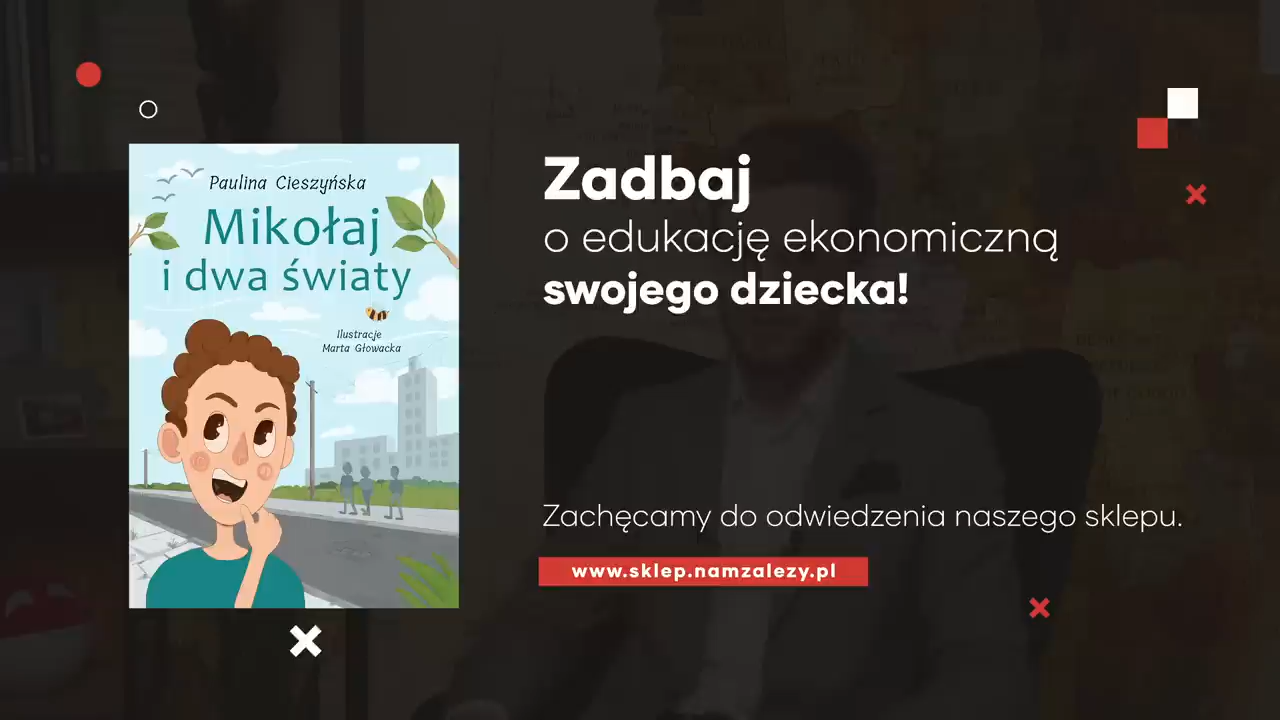 Paulina Cieszyńska
Mikołaj
i dwa światy
Ilustracje
Marta Głowacka
Zadbaj
o edukację ekonomiczną
swojego dziecka!
Zachęcamy do odwiedzenia naszego sklepu.
www.sklep.namzalezy.pl